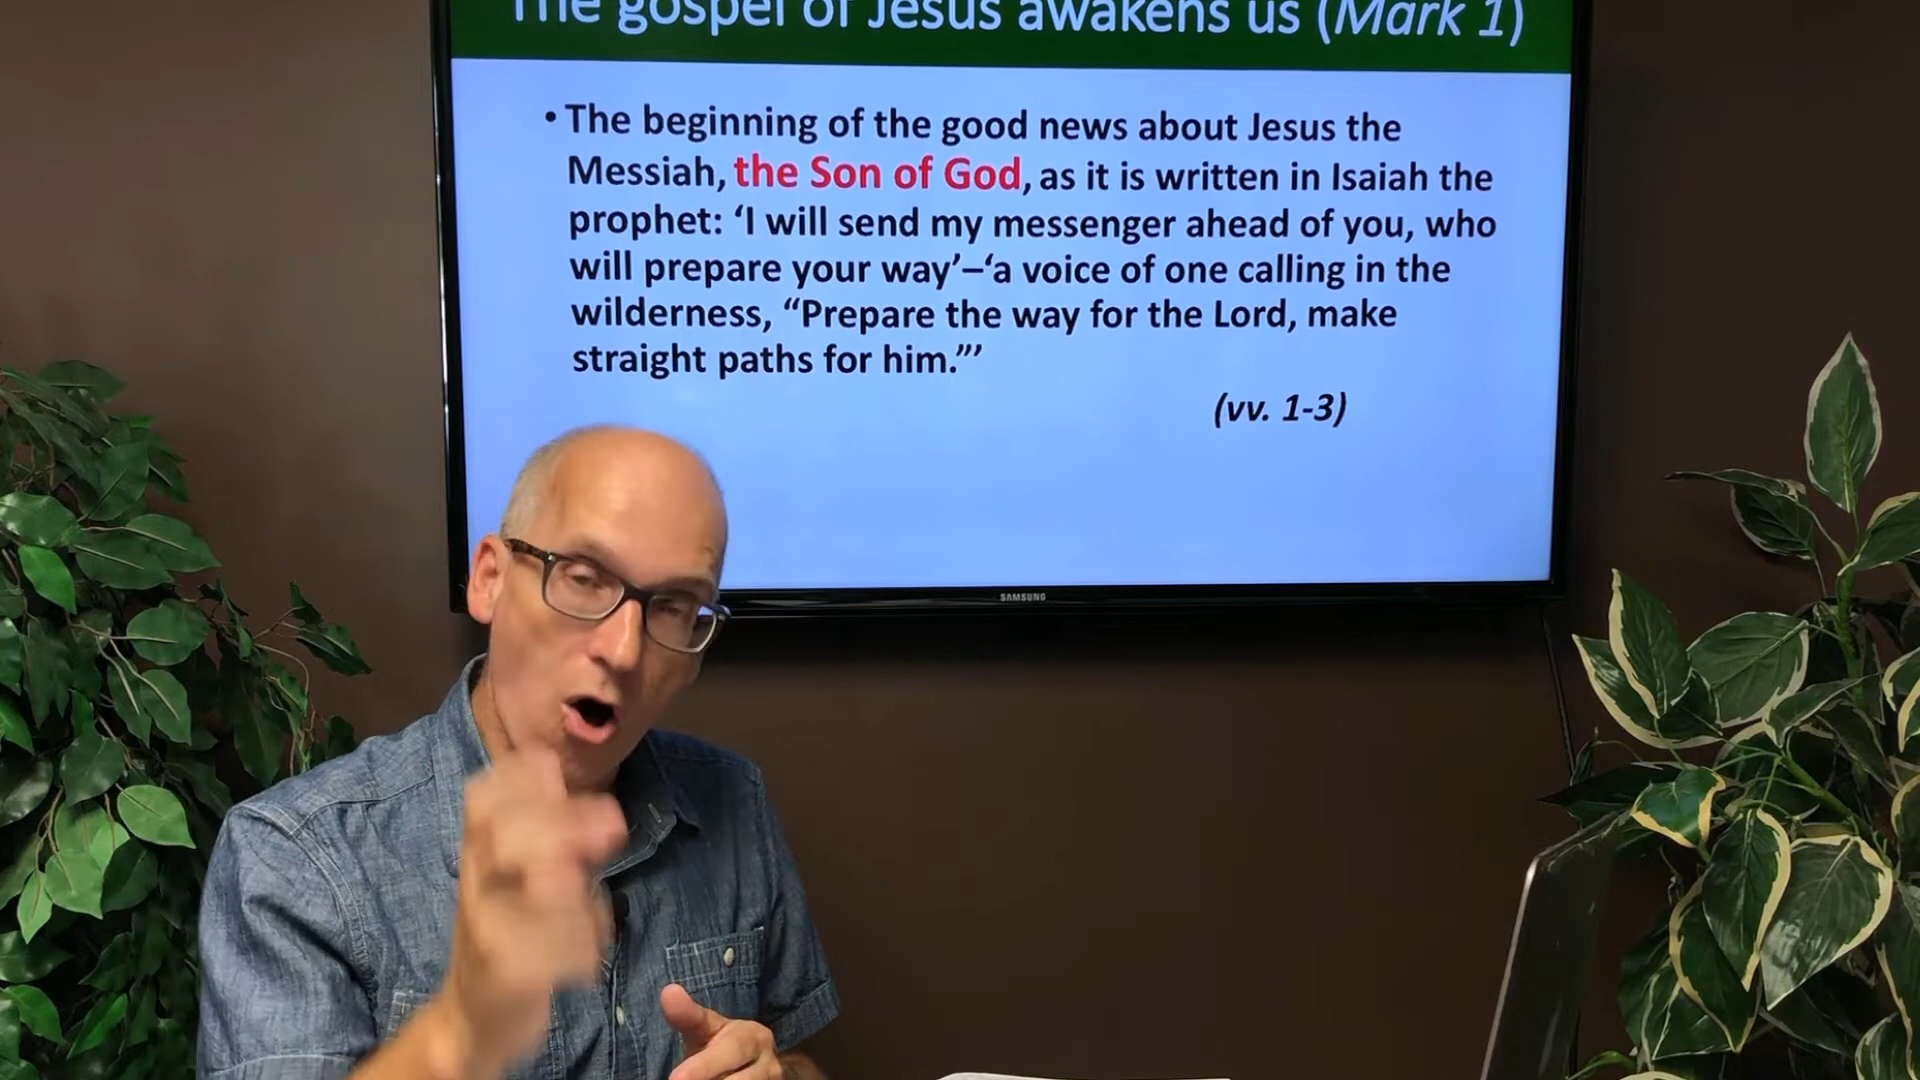 The gospel of Jesus awakens us (Mark 1)
• The beginning of the good news about Jesus the
Messiah, the Son of God, as it is written in Isaiah the
prophet: ‘I will send my messenger ahead of you, who
will prepare your way’–‘a voice of one calling in the
wilderness, “Prepare the way for the Lord, make
straight paths for him.”’
(vv. 1-3)
SAMSUNG